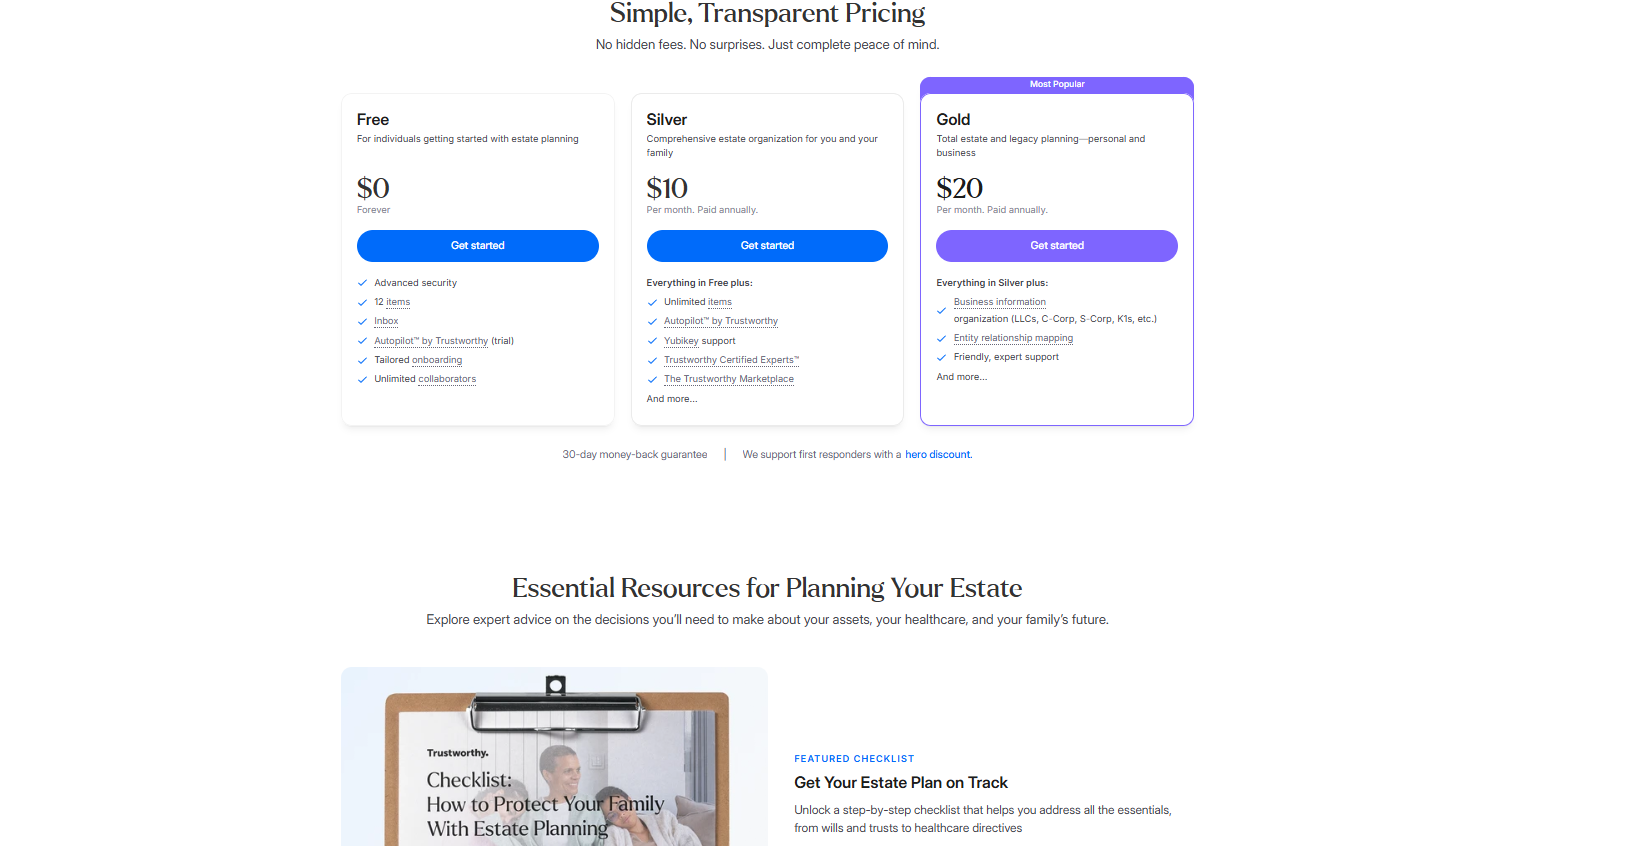 Simple, Transparent Pricing
No hidden fees. No surprises. Just complete peace of mind.
Free
For individuals getting started with estate planning
$0
Forever
Get started
Advanced security
12 items
Inbox
Autopilot™ by Trustworthy (trial)
Tailored onboarding
Unlimited collaborators
Silver
Comprehensive estate organization for you and your
family
$10
Per month. Paid annually.
Get started
Everything in Free plus:
Unlimited items
Autopilot™ by Trustworthy
Yubikey support
Trustworthy Certified Experts™
The Trustworthy Marketplace
And more...
Most Popular
Gold
Total estate and legacy planning—personal and
business
$20
Per month. Paid annually.
Get started
Everything in Silver plus:
Business information
organization (LLCs, C-Corp, S-Corp, K1s, etc.)
Entity relationship mapping
Friendly, expert support
And more...
30-day money-back guarantee | We support first responders with a hero discount.
Essential Resources for Planning Your Estate
Explore expert advice on the decisions you’ll need to make about your assets, your healthcare, and your family’s future.
Trustworthy.
Checklist:
How to Protect Your Family
With Estate Planning
FEATURED CHECKLIST
Get Your Estate Plan on Track
Unlock a step-by-step checklist that helps you address all the essentials,
from wills and trusts to healthcare directives